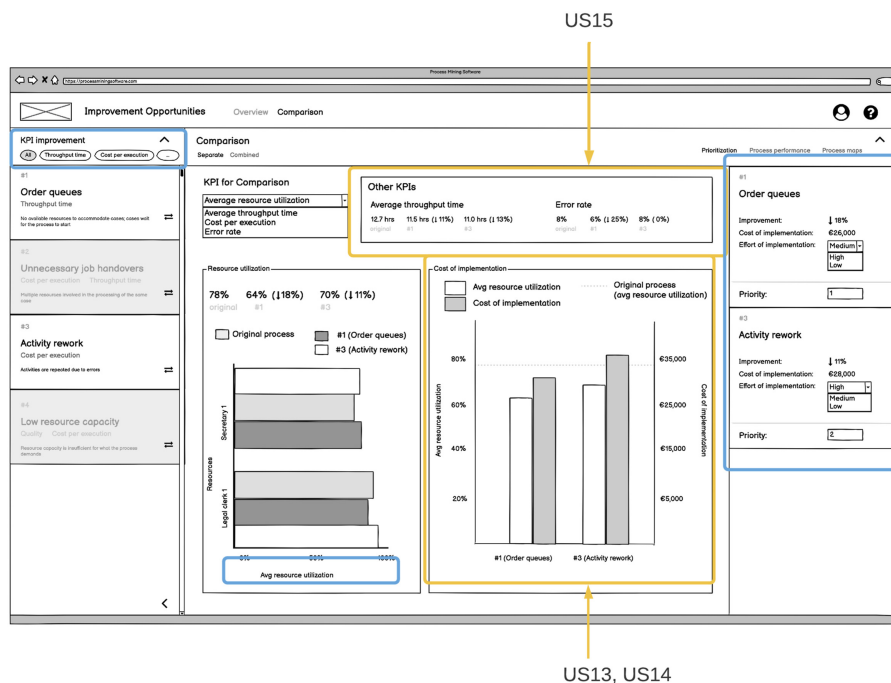 US15
Process Mining Software
https://processminingsoftware.com
Improvement Opportunities
Overview Comparison
KPI improvement
All Throughput time Cost per execution ...
#1
Order queues
Throughput time
No available resources to accommodate cases; cases wait
for the process to start
#2
Unnecessary job handovers
Cost per execution Throughput time
Multiple resources involved in the processing of the same
case
#3
Activity rework
Cost per execution
Activities are repeated due to errors
#4
Low resource capacity
Quality Cost per execution
Resource capacity is insufficient for what the process
demands
Comparison
Separate Combined
Prioritization Process performance Process maps
KPI for Comparison
Average resource utilization
Average throughput time
Cost per execution
Error rate
Other KPIs
Average throughput time
12.7 hrs 11.5 hrs (↓ 11%) 11.0 hrs (↓ 13%)
original #1 #3
Error rate
8% 6% (↓ 25%) 8% ( 0%)
original #1 #3
Resource utilization
78% 64% (↓18%) 70% (↓ 11%)
original #1 #3
Original process
#1 (Order queues)
#3 (Activity rework)
Resources
Secretary 1
Legal clerk 1
0% 50% 100%
Avg resource utilization
Cost of implementation
Avg resource utilization
Cost of implementation
Original process
(avg resource utilization)
Avg resource utilization
80%
60%
40%
20%
€35,000
€25,000
€15,000
€5,000
Cost of implementation
#1 (Order queues) #3 (Activity rework)
#1
Order queues
Improvement: ↓ 18%
Cost of implementation: €26,000
Effort of implementation: Medium
High
Low
Priority: 1
#3
Activity rework
Improvement: ↓ 11%
Cost of implementation: €28,000
Effort of implementation: High
Medium
Low
Priority: 2
US13, US14